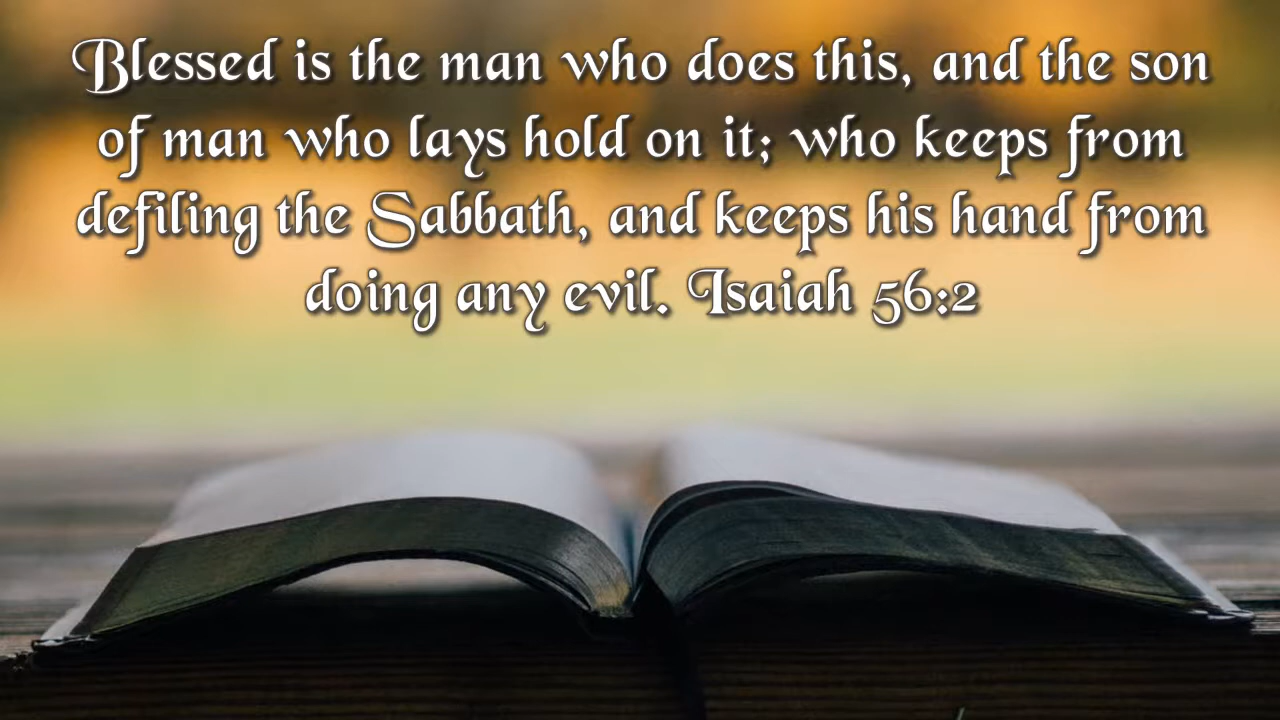 Blessed is the man who does this, and the son
of man who lays hold on it; who keeps from
defiling the Sabbath, and keeps his hand from
doing any evil. Isaiah 56:2